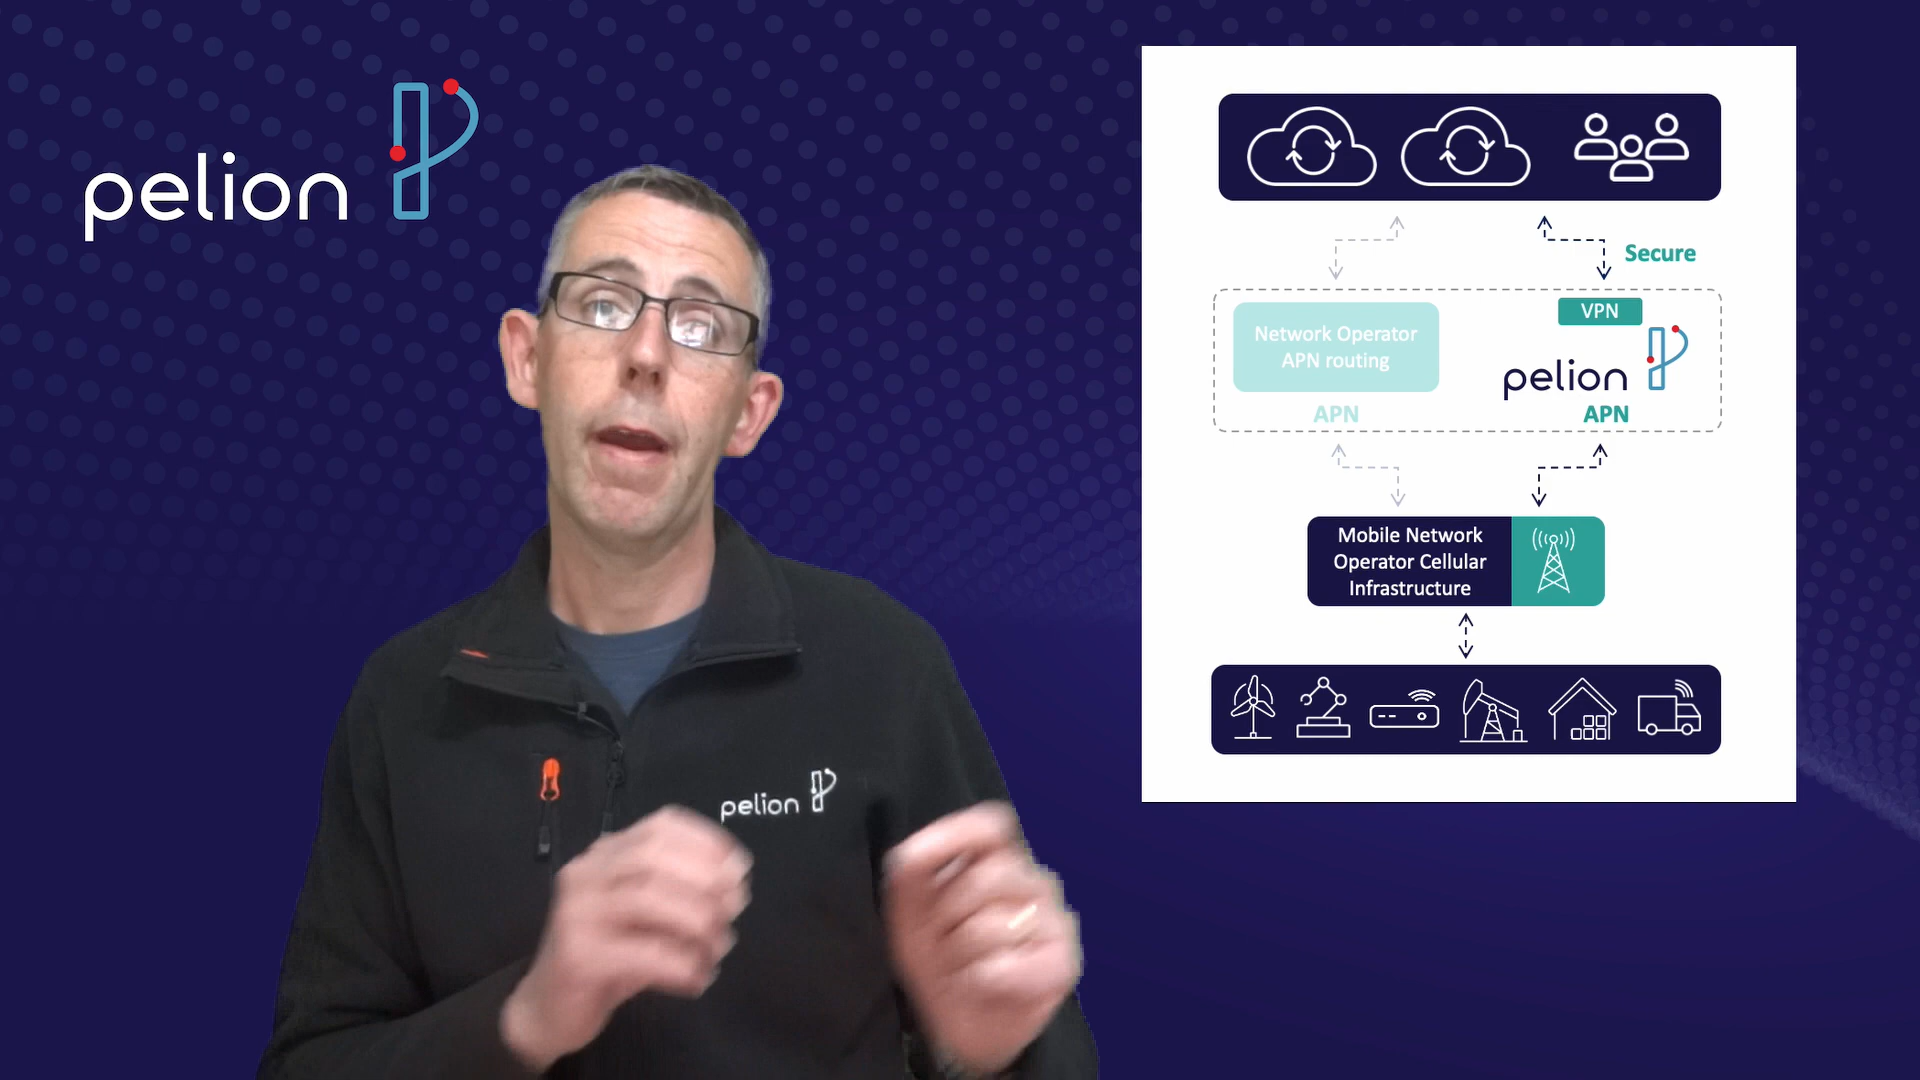 pelion
Secure
VPN
Network Operator
APN routing
pelion
APN
APN
Mobile Network
Operator Cellular
Infrastructure
pelion